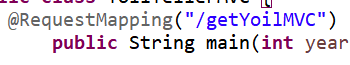 @RequestMapping("/getYoilMVC")
public String main(int year